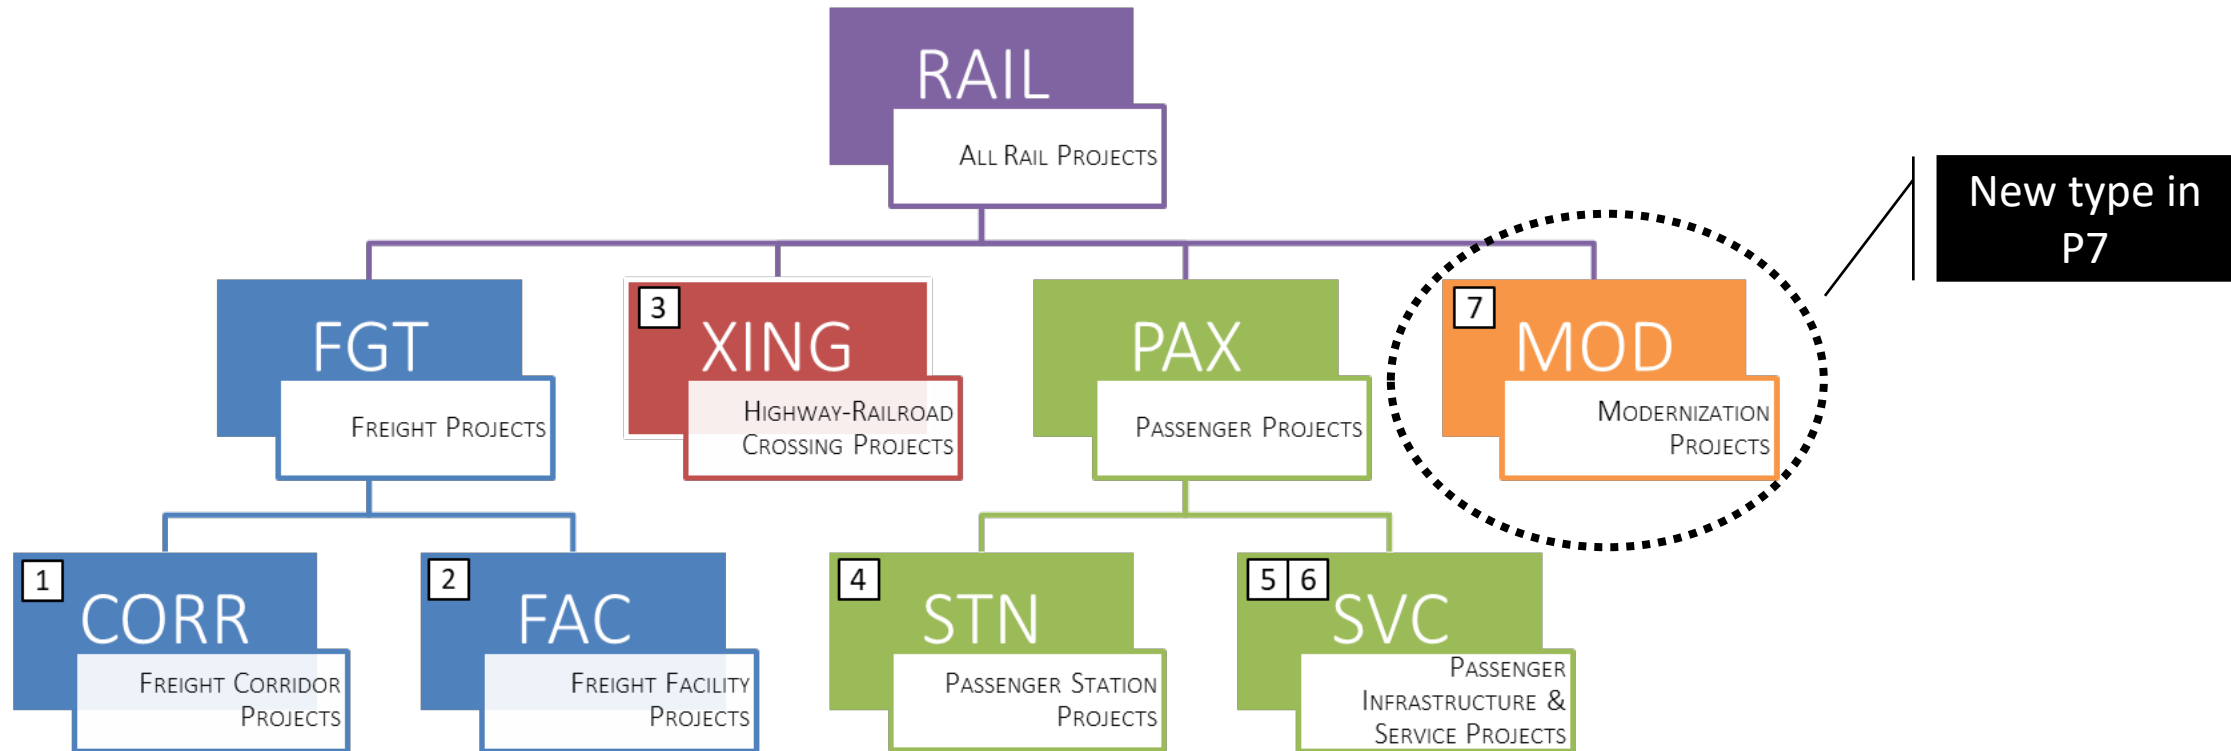 RAIL
ALL RAIL PROJECTS
New type in
P7
FGT
FREIGHT PROJECTS
3
XING
HIGHWAY-RAILROAD
CROSSING PROJECTS
PAX
PASSENGER PROJECTS
7
MOD
MODERNIZATION
PROJECTS
1
CORR
FREIGHT CORRIDOR
PROJECTS
2
FAC
FREIGHT FACILITY
PROJECTS
4
STN
PASSENGER STATION
PROJECTS
5 6
SVC
PASSENGER
INFRASTRUCTURE &
SERVICE PROJECTS